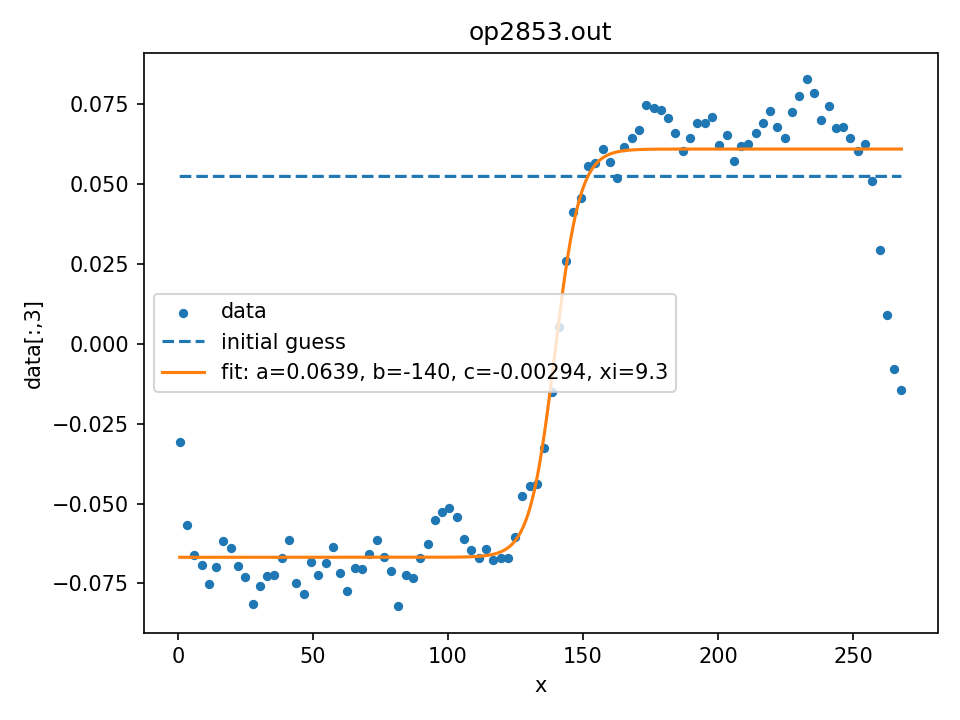 op2853.out
data[:,3]
0.075
0.050
0.025
0.000
−0.025
−0.050
−0.075
data
initial guess
fit: a=0.0639, b=-140, c=-0.00294, xi=9.3
0 50 100 150 200 250
x